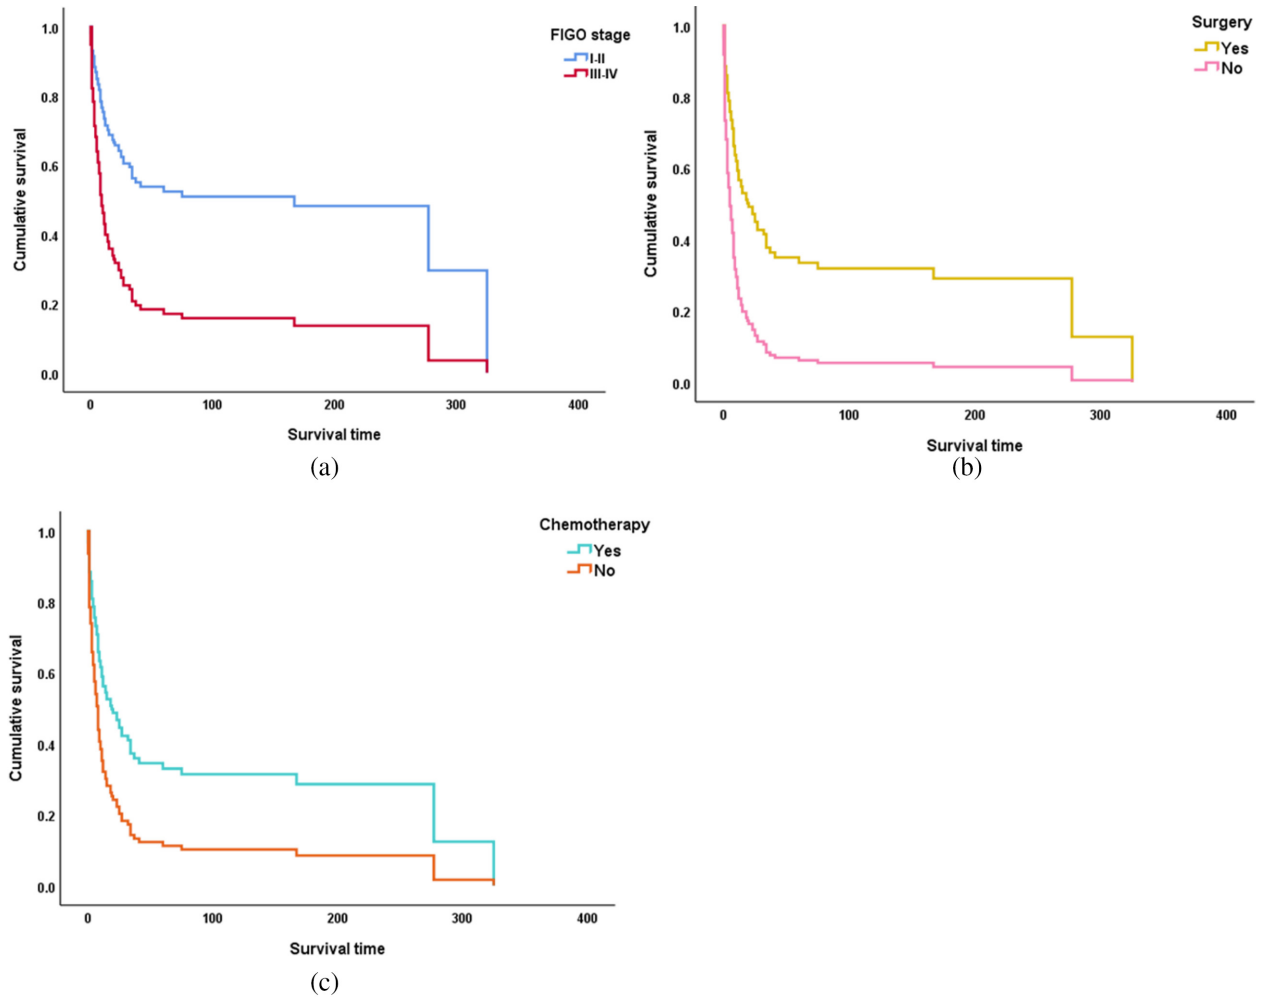 FIGO stage
I-II
III-IV
1.0
0.8
0.6
0.4
0.2
0.0
Cumulative survival
0 100 200 300 400
Survival time
(a)
Surgery
Yes
No
1.0
0.8
0.6
0.4
0.2
0.0
Cumulative survival
0 100 200 300 400
Survival time
(b)
Chemotherapy
Yes
No
1.0
0.8
0.6
0.4
0.2
0.0
Cumulative survival
0 100 200 300 400
Survival time
(c)